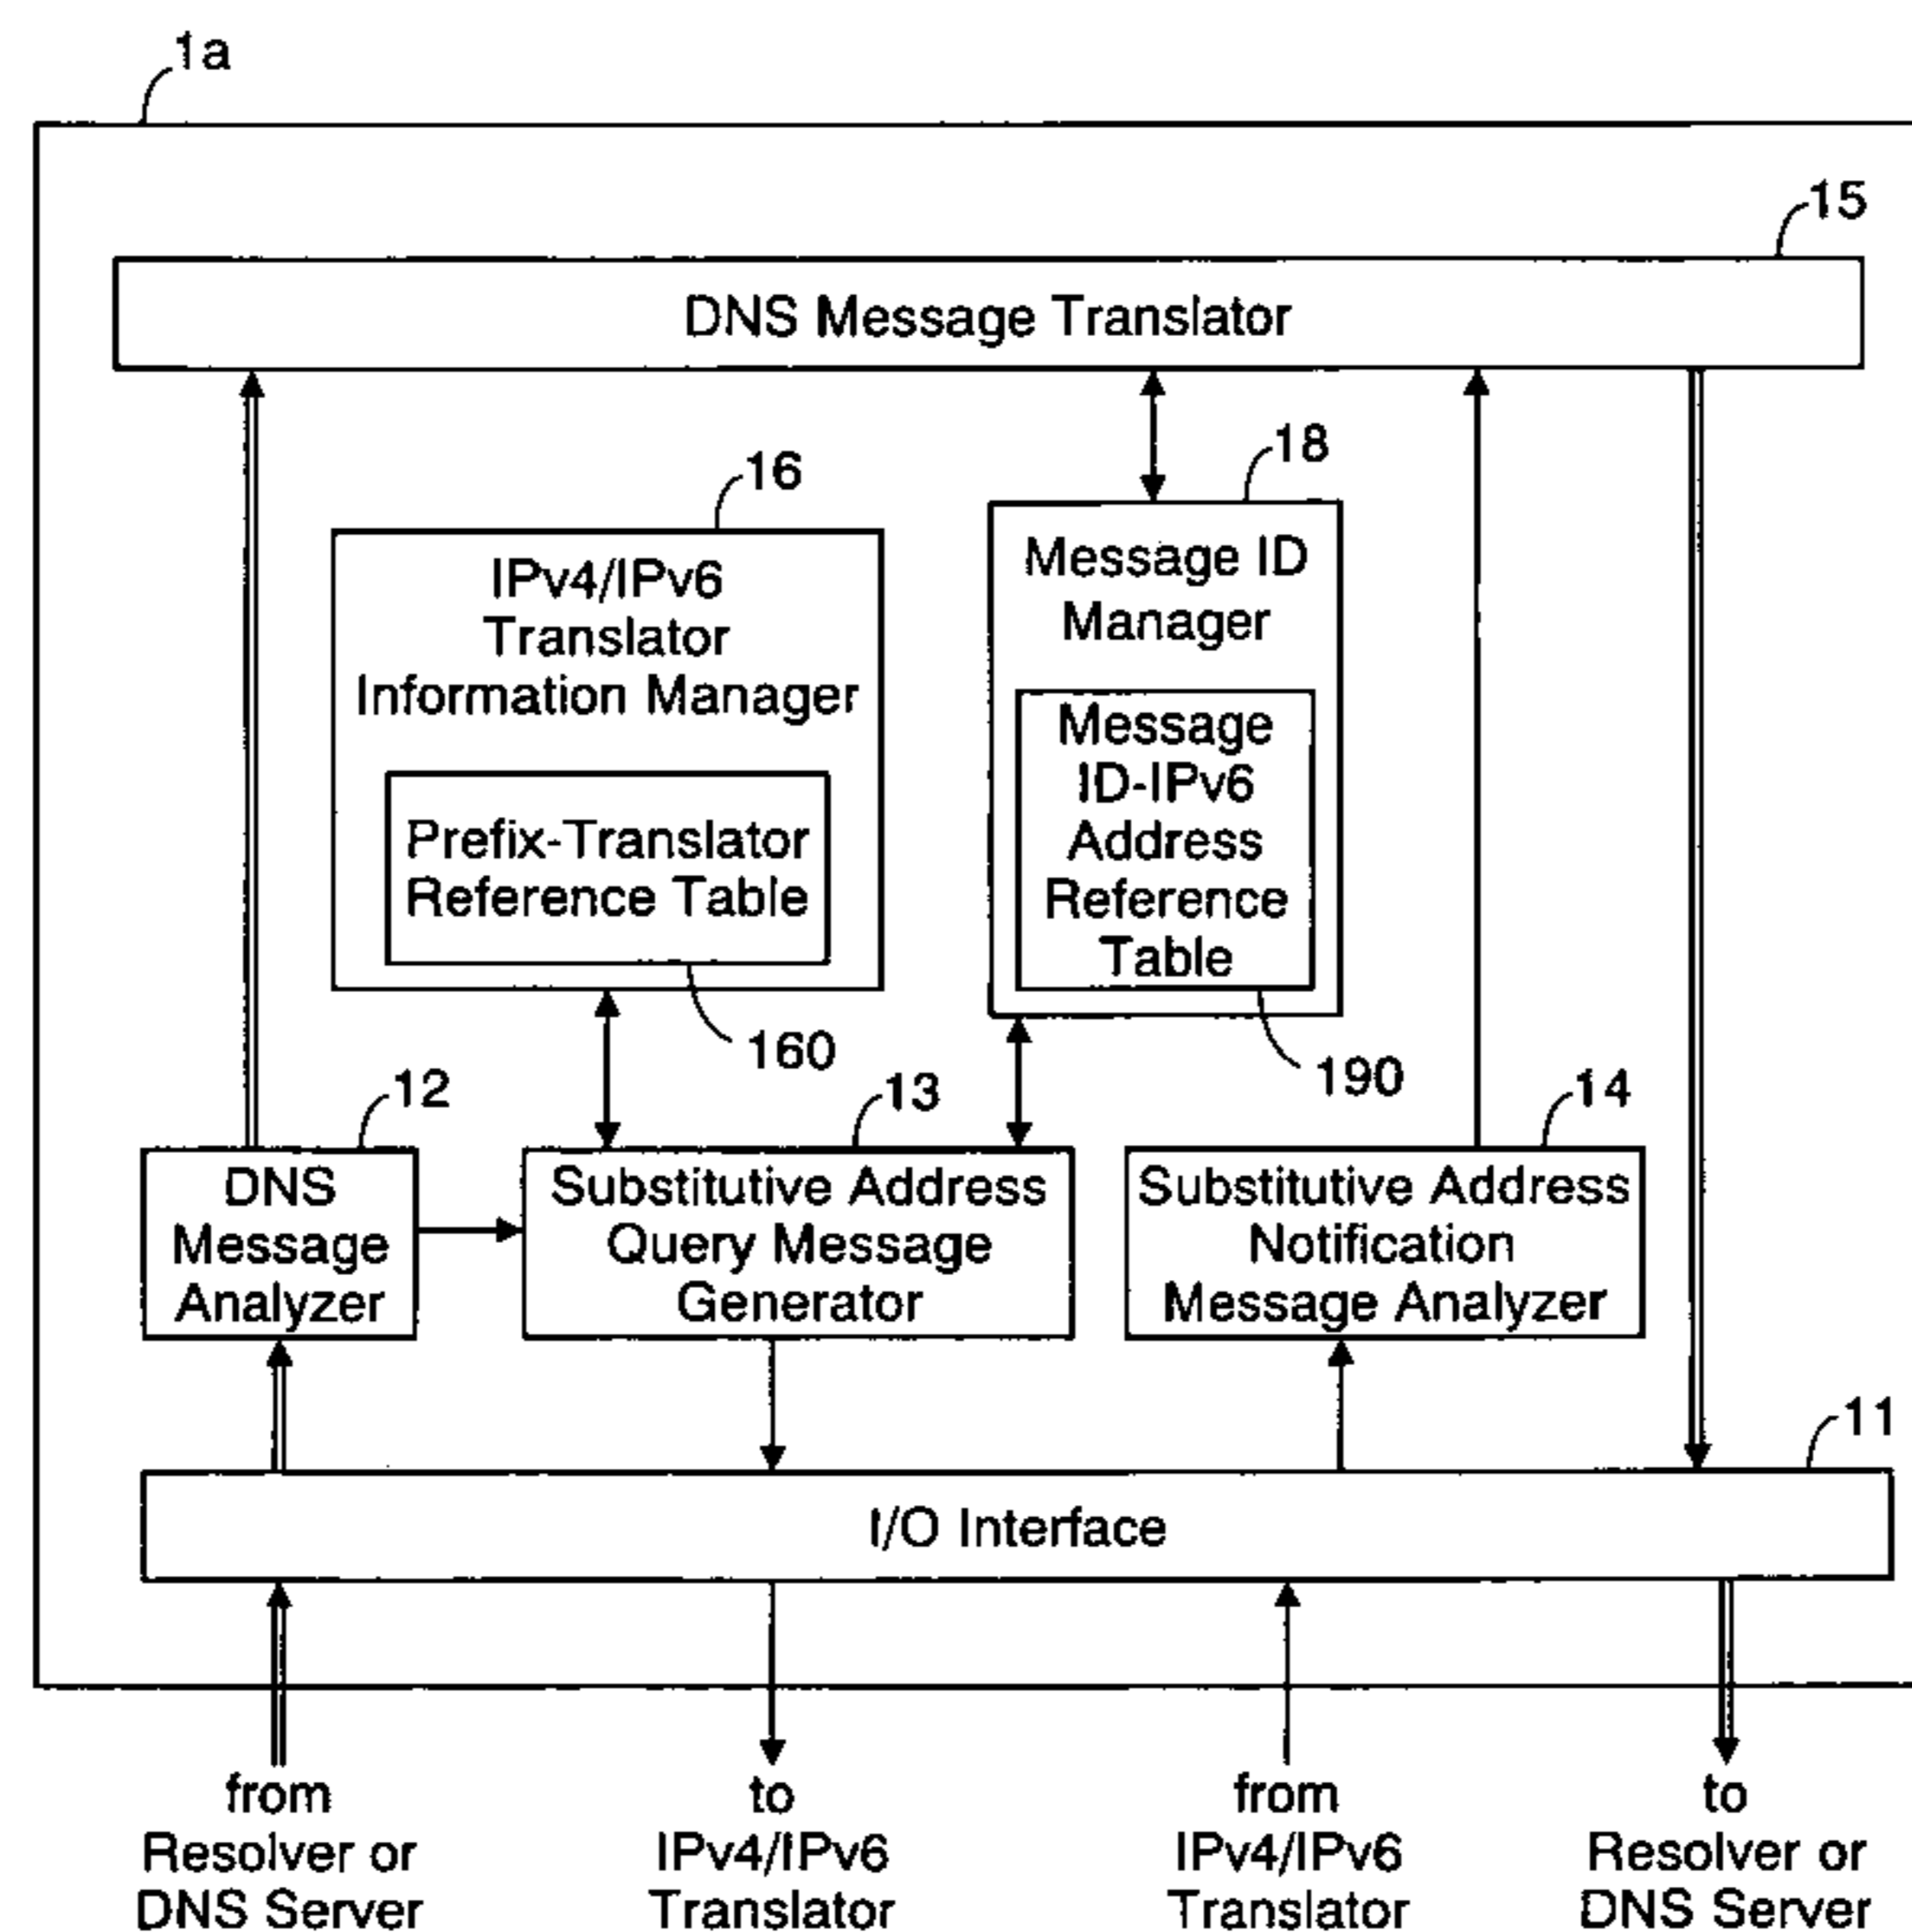 1a
15
DNS Message Translator
16
IPv4/IPv6
Translator
Information Manager
Prefix-Translator
Reference Table
160
18
Message ID
Manager
Message
ID-IPv6
Address
Reference
Table
190
12
DNS
Message
Analyzer
13
Substitutive Address
Query Message
Generator
14
Substitutive Address
Notification
Message Analyzer
11
I/O Interface
from
Resolver or
DNS Server
to
IPv4/IPv6
Translator
from
IPv4/IPv6
Translator
to
Resolver or
DNS Server